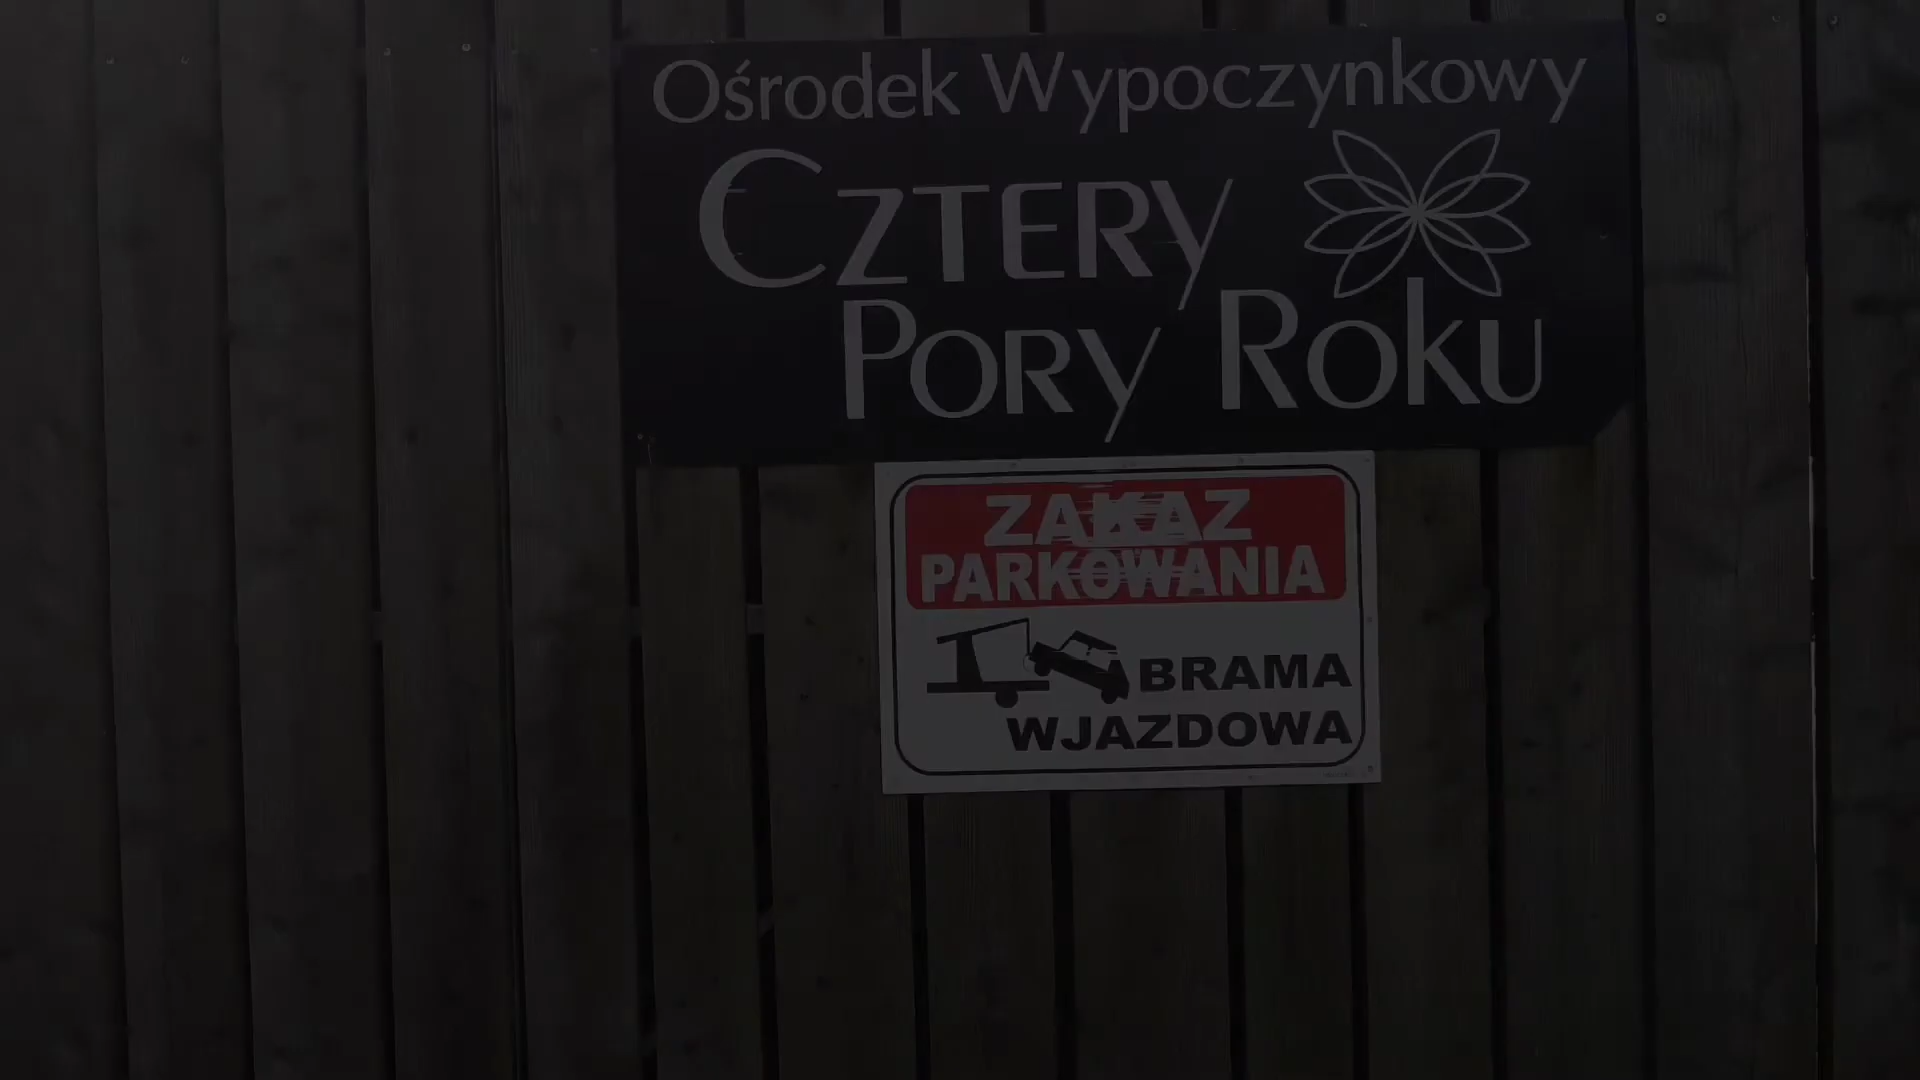 Ośrodek Wypoczynkowy
CZTERY
PORY ROKU
ZAKAZ
PARKOWANIA
BRAMA
WJAZDOWA